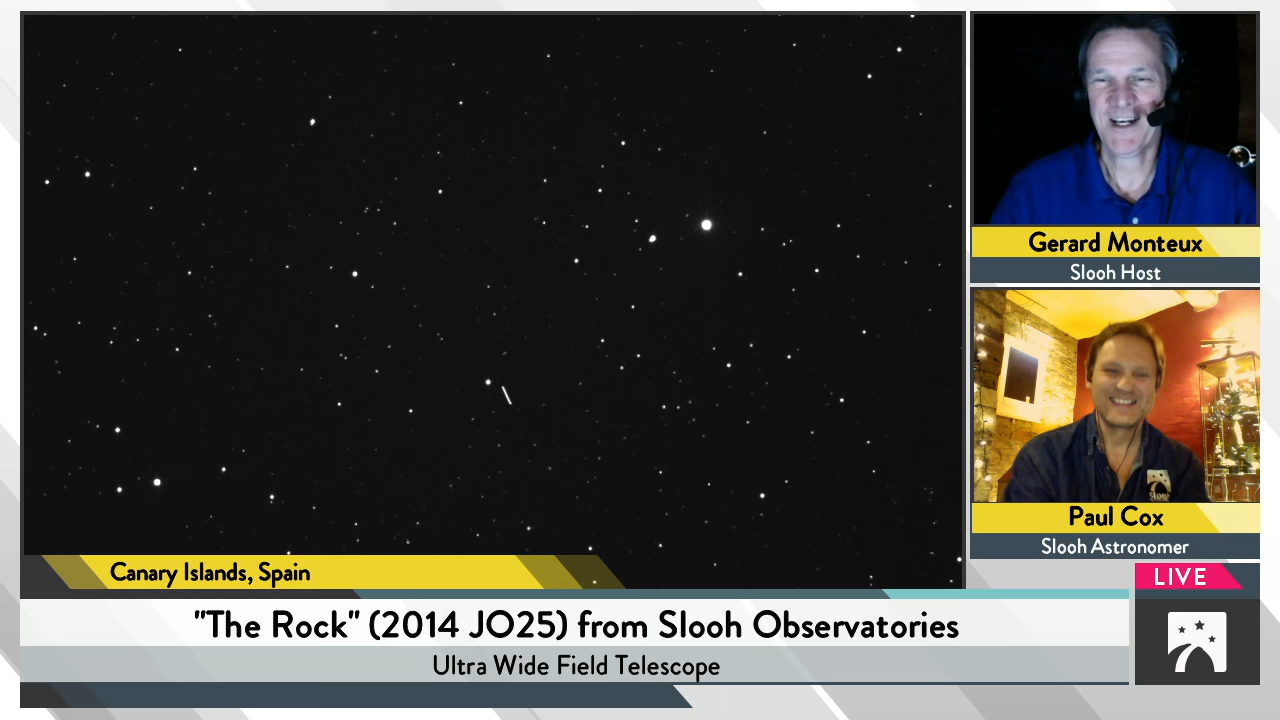 Gerard Monteux
Slooh Host
Paul Cox
Slooh Astronomer
Canary Islands, Spain
LIVE
"The Rock" (2014 JO25) from Slooh Observatories
Ultra Wide Field Telescope